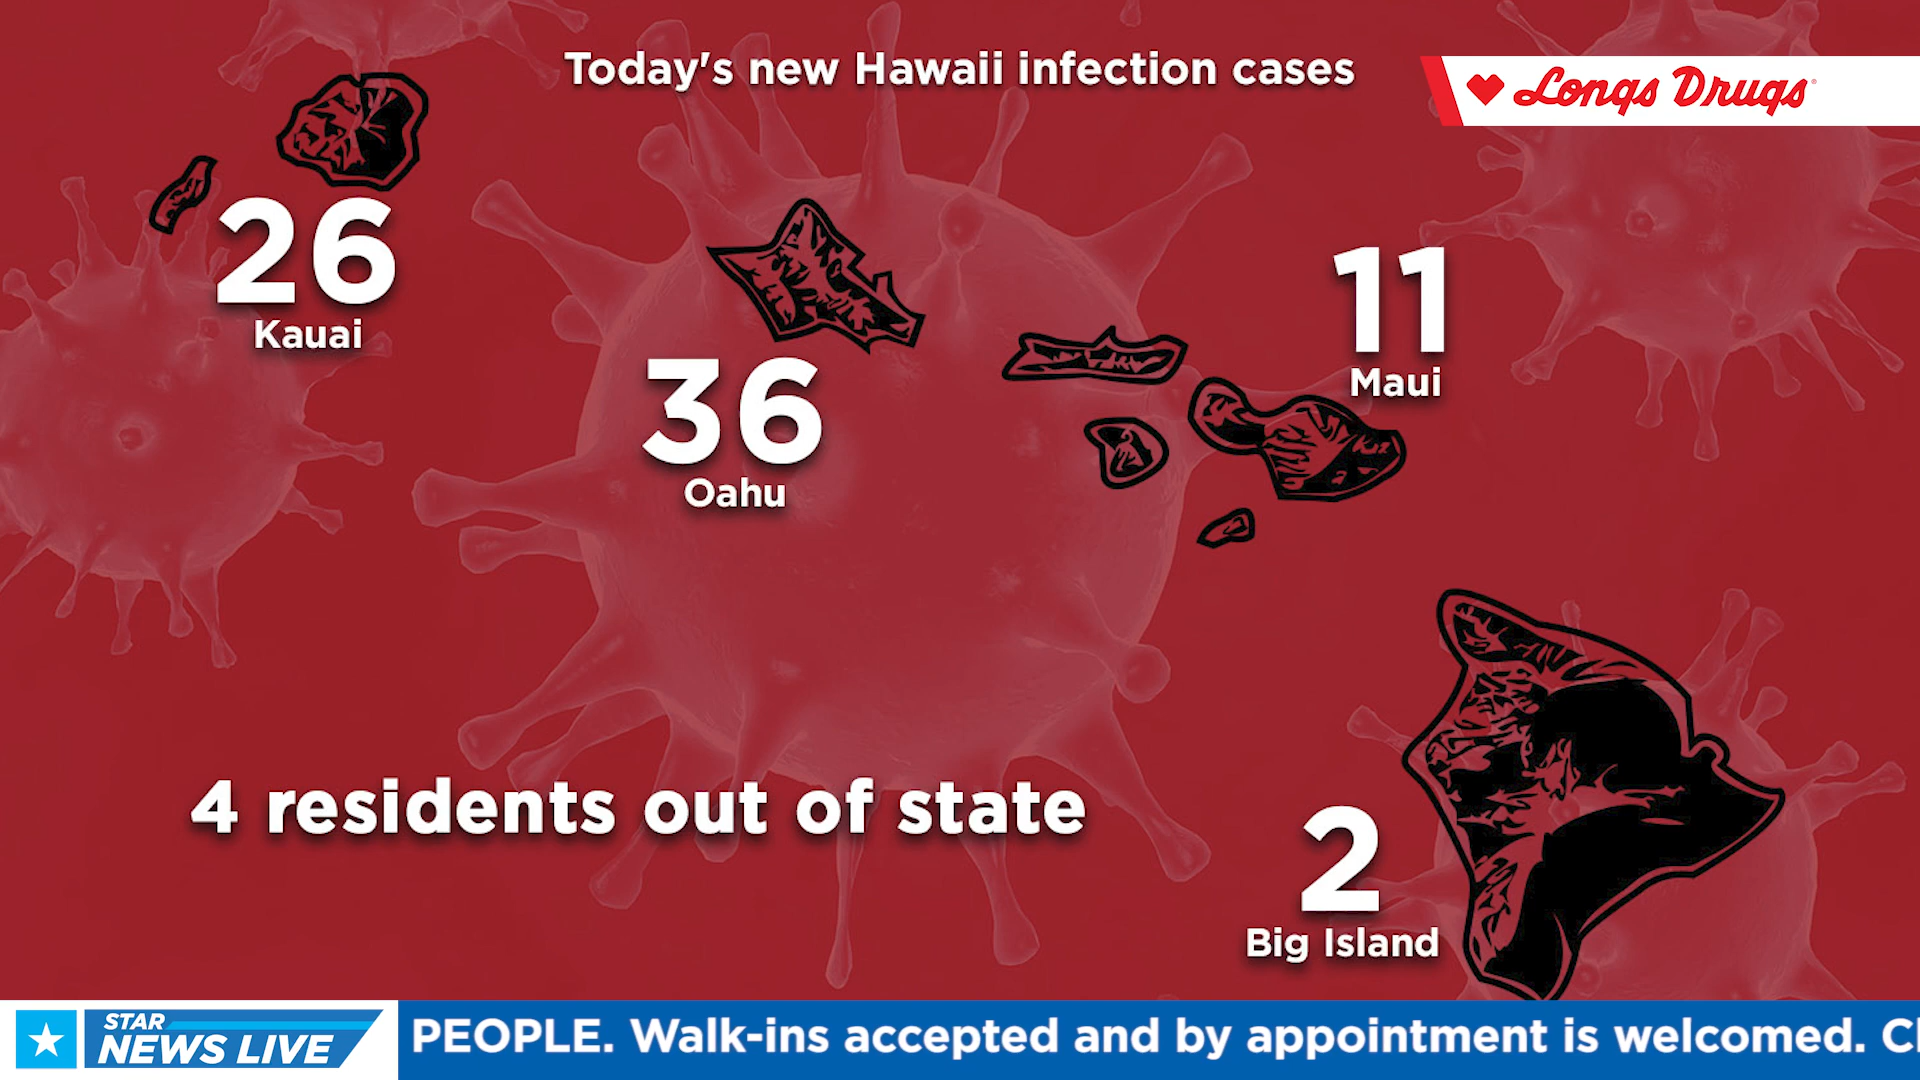 Today's new Hawaii infection cases
Longs Drugs
26
Kauai
36
Oahu
11
Maui
4 residents out of state
2
Big Island
STAR
NEWS LIVE
PEOPLE. Walk-ins accepted and by appointment is welcomed.